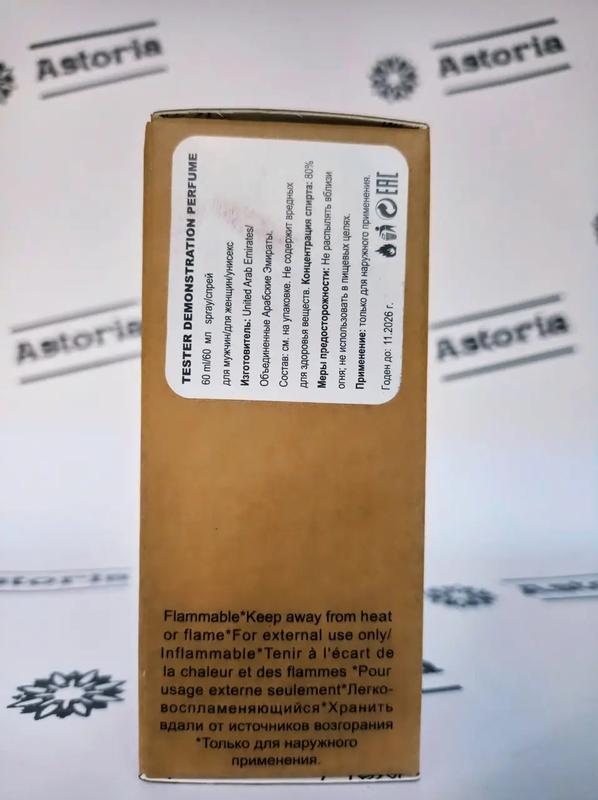 Astoria
Astoria
Astoria
Astoria
TESTER DEMONSTRATION PERFUME
60 ml/60 мл spray/спрей
для мужчин/для женщин/унисекс
Изготовитель: United Arab Emirates/
Объединенные Арабские Эмираты.
Состав: см. на упаковке. Не содержит вредных
для здоровья веществ. Концентрация спирта: 80%
Меры предосторожности: Не распылять вблизи
огня; не использовать в пищевых целях.
Применение: только для наружного применения.
Годен до: 11.2026 г.
EAC
Flammable*Keep away from heat
or flame*For external use only/
Inflammable*Tenir à l'écart de
la chaleur et des flammes *Pour
usage externe seulement*Легко-
воспламеняющийся*Хранить
вдали от источников возгорания
*Только для наружного
применения.